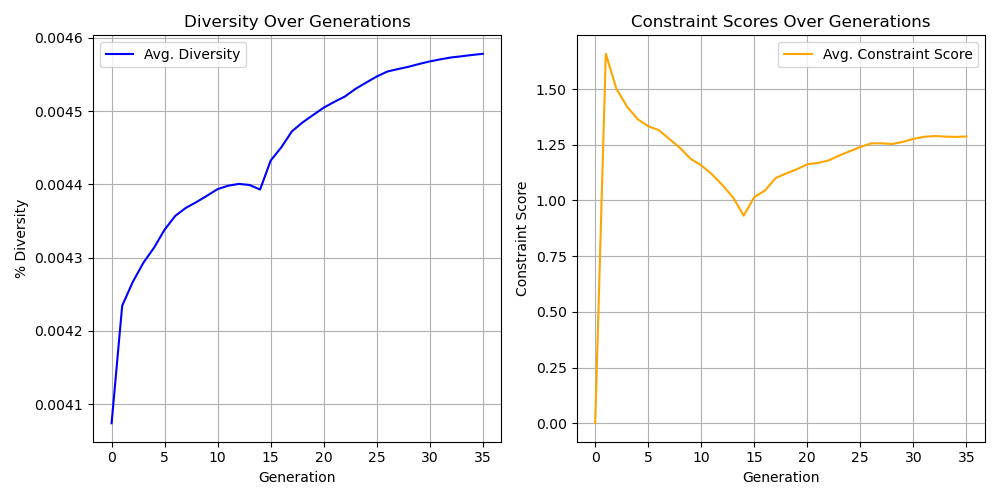 Diversity Over Generations
Avg. Diversity
% Diversity
0.0046
0.0045
0.0044
0.0043
0.0042
0.0041
0 5 10 15 20 25 30 35
Generation
Constraint Scores Over Generations
Avg. Constraint Score
Constraint Score
1.50
1.25
1.00
0.75
0.50
0.25
0.00
0 5 10 15 20 25 30 35
Generation